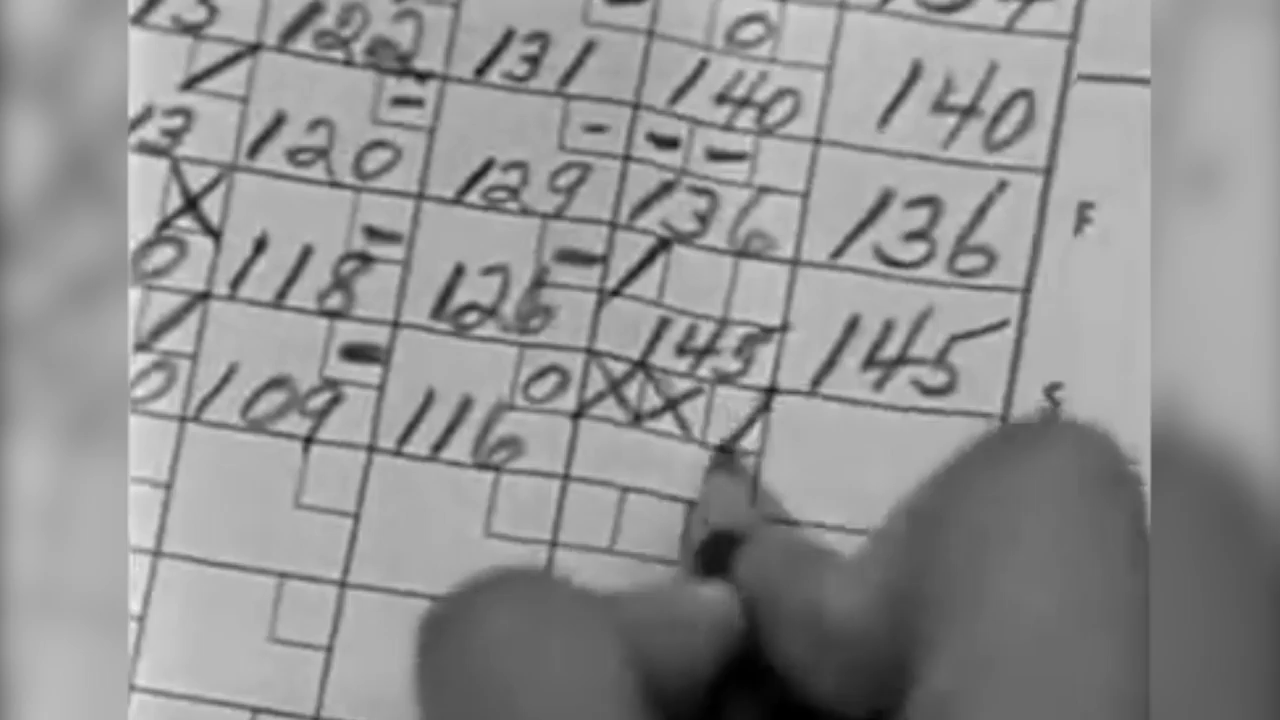 13 122 131 0 140 140
/ - - - -
13 120 129 136 136 F
X - - /
0 118 126 145 145
/ - 0 X X / S
0 109 116